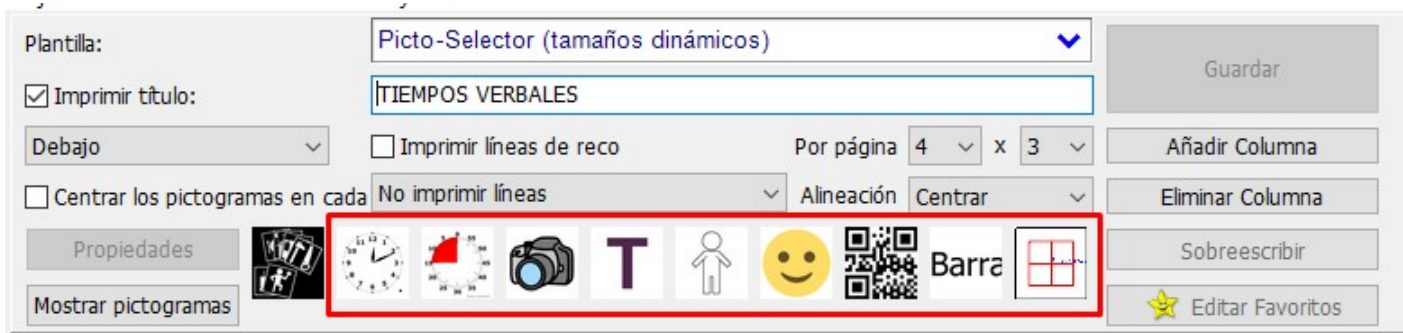 Plantilla:
Picto-Selector (tamaños dinámicos)
Guardar
Imprimir título:
TIEMPOS VERBALES
Debajo
Imprimir líneas de reco
Por página 4 x 3
Añadir Columna
Centrar los pictogramas en cada
No imprimir líneas
Alineación Centrar
Eliminar Columna
Propiedades
T
Barra
Sobreescribir
Mostrar pictogramas
Editar Favoritos